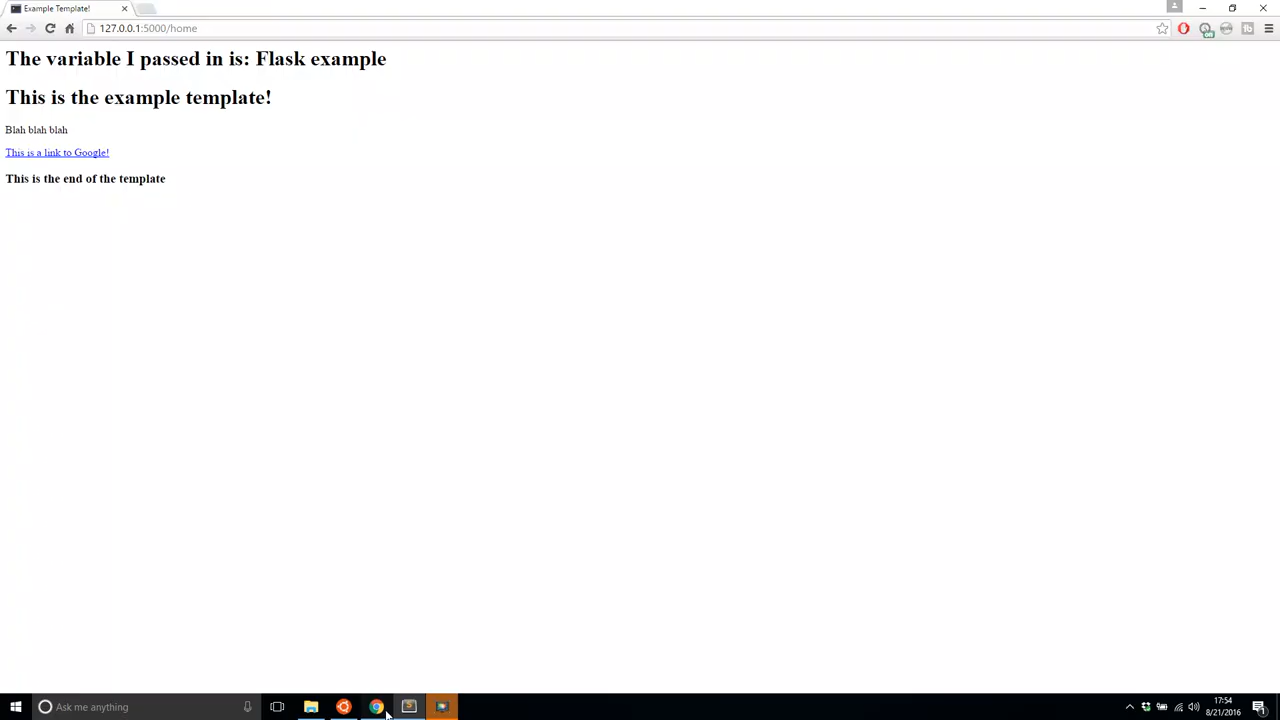 Example Template!
127.0.0.1:5000/home
The variable I passed in is: Flask example
This is the example template!
Blah blah blah
This is a link to Google!
This is the end of the template
Ask me anything
17:54
8/21/2016